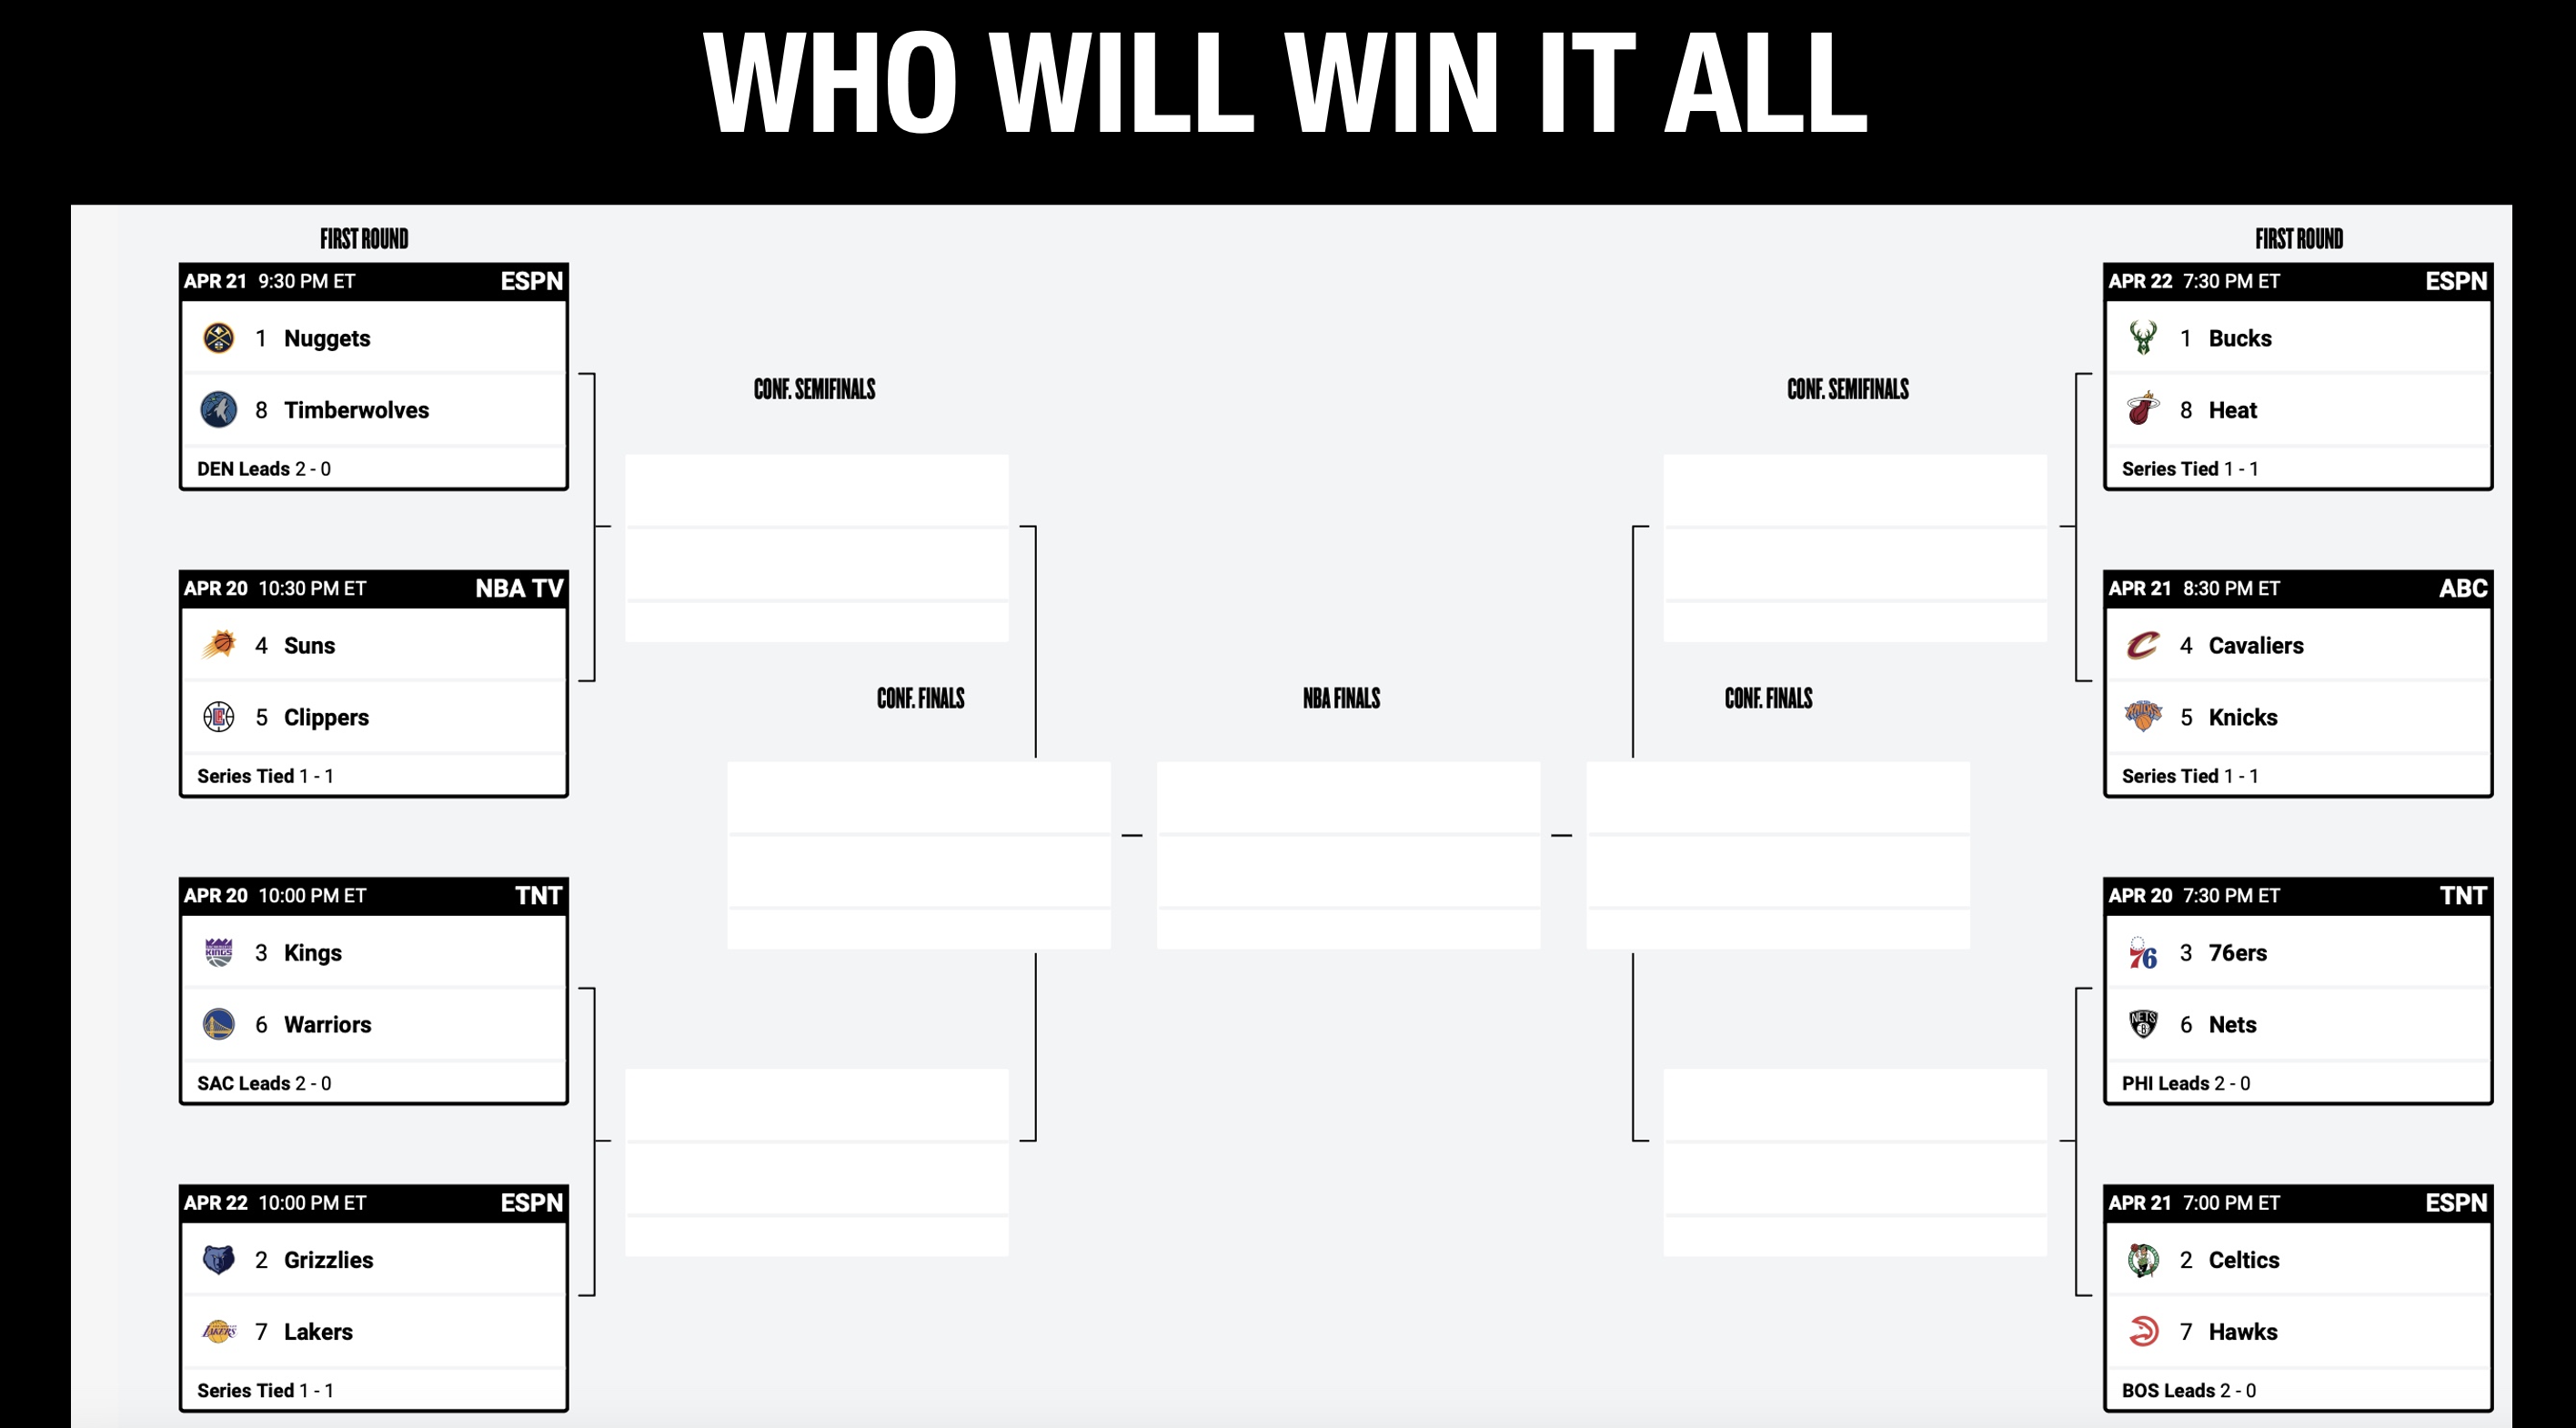 WHO WILL WIN IT ALL
FIRST ROUND
APR 21 9:30 PM ET ESPN
1 Nuggets
8 Timberwolves
DEN Leads 2 - 0
APR 20 10:30 PM ET NBA TV
4 Suns
5 Clippers
Series Tied 1 - 1
APR 20 10:00 PM ET TNT
KINGS 3 Kings
6 Warriors
SAC Leads 2 - 0
APR 22 10:00 PM ET ESPN
2 Grizzlies
LAKERS 7 Lakers
Series Tied 1 - 1
CONF. SEMIFINALS
CONF. FINALS
NBA FINALS
CONF. FINALS
CONF. SEMIFINALS
FIRST ROUND
APR 22 7:30 PM ET ESPN
1 Bucks
8 Heat
Series Tied 1 - 1
APR 21 8:30 PM ET ABC
C 4 Cavaliers
KNICKS 5 Knicks
Series Tied 1 - 1
APR 20 7:30 PM ET TNT
76 3 76ers
NETS B 6 Nets
PHI Leads 2 - 0
APR 21 7:00 PM ET ESPN
2 Celtics
7 Hawks
BOS Leads 2 - 0